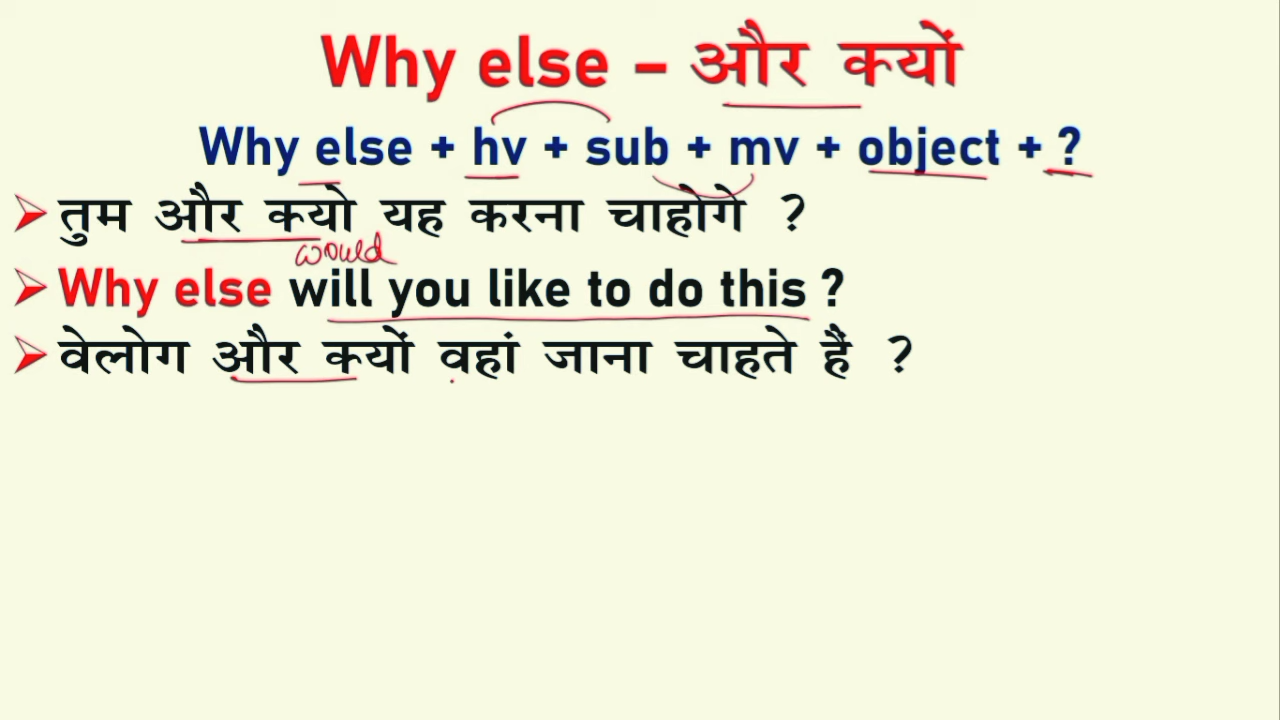 Why else – और क्यों
Why else + hv + sub + mv + object + ?
तुम और क्यो यह करना चाहोगे ?
would
Why else will you like to do this ?
वेलोग और क्यों वहां जाना चाहते हैं ?